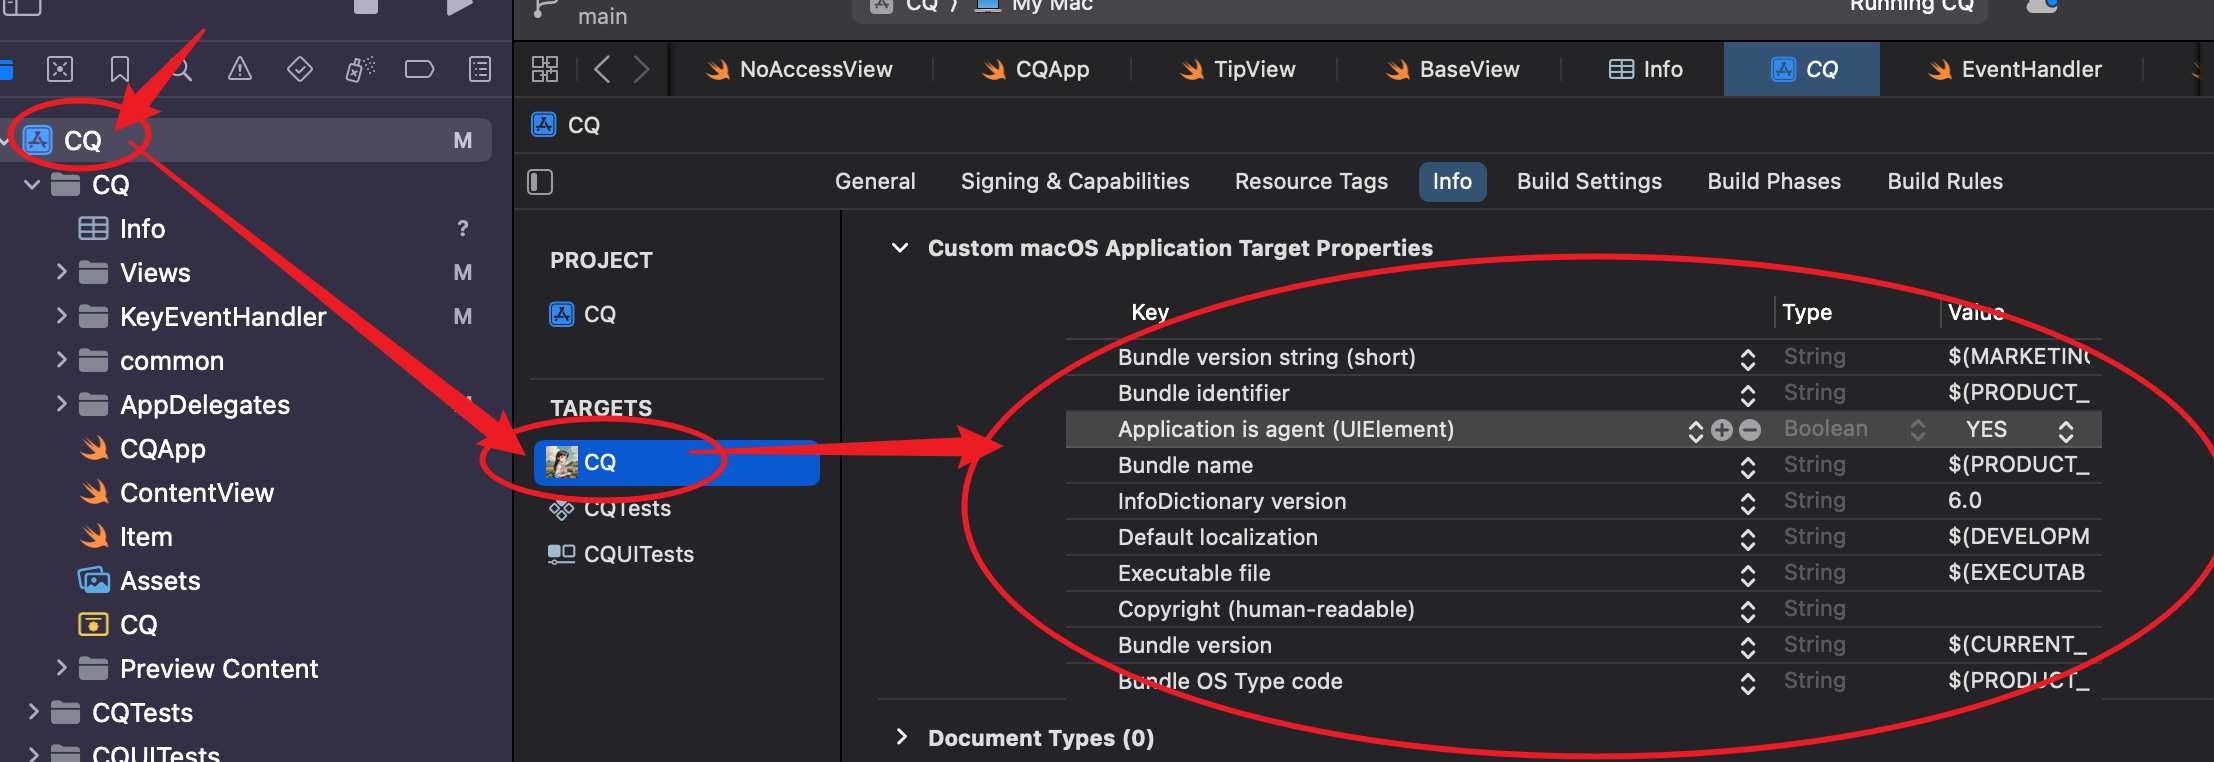 main
CQ
My Mac
Running CQ
NoAccessView
CQApp
TipView
BaseView
Info
CQ
EventHandler
CQ
General
Signing & Capabilities
Resource Tags
Info
Build Settings
Build Phases
Build Rules
CQ M
CQ
Info ?
Views M
KeyEventHandler M
common
AppDelegates
CQApp
ContentView
Item
Assets
CQ
Preview Content
CQTests
CQUITests
PROJECT
CQ
TARGETS
CQ
CQTests
CQUITests
Custom macOS Application Target Properties
Key Type Value
Bundle version string (short) String $(MARKETING
Bundle identifier String $(PRODUCT_
Application is agent (UIElement) Boolean YES
Bundle name String $(PRODUCT_
InfoDictionary version String 6.0
Default localization String $(DEVELOPM
Executable file String $(EXECUTAB
Copyright (human-readable) String
Bundle version String $(CURRENT_
Bundle OS Type code String $(PRODUCT_
Document Types (0)